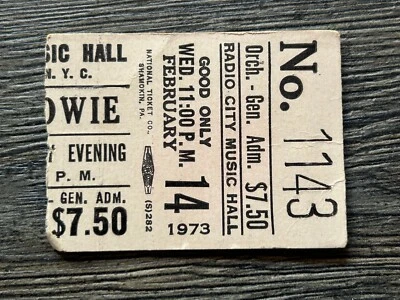 SIC HALL
N. Y. C.
OWIE
EVENING
P. M.
- GEN. ADM.
$7.50
NATIONAL TICKET CO.,
SHAMOKIN, PA.
(S)282
GOOD ONLY
WED. 11:00 P.M.
FEBRUARY
14
1973
Orch. - Gen. Adm. $7.50
RADIO CITY MUSIC HALL
No. 1143